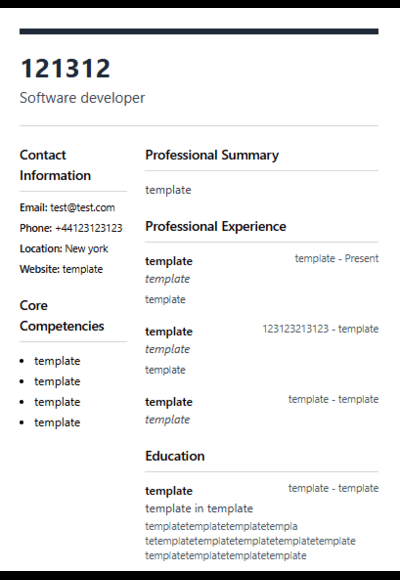 121312
Software developer
Contact
Information
Email: test@test.com
Phone: +44123123123
Location: New york
Website: template
Core
Competencies
template
template
template
template
Professional Summary
template
Professional Experience
template
template - Present
template
template
template
123123213123 - template
template
template
template
template - template
template
Education
template
template - template
template in template
templatetemplatetemplatetempla
tetemplatetemplatetemplatetemplatetemplate
templatetemplatetemplatetemplate